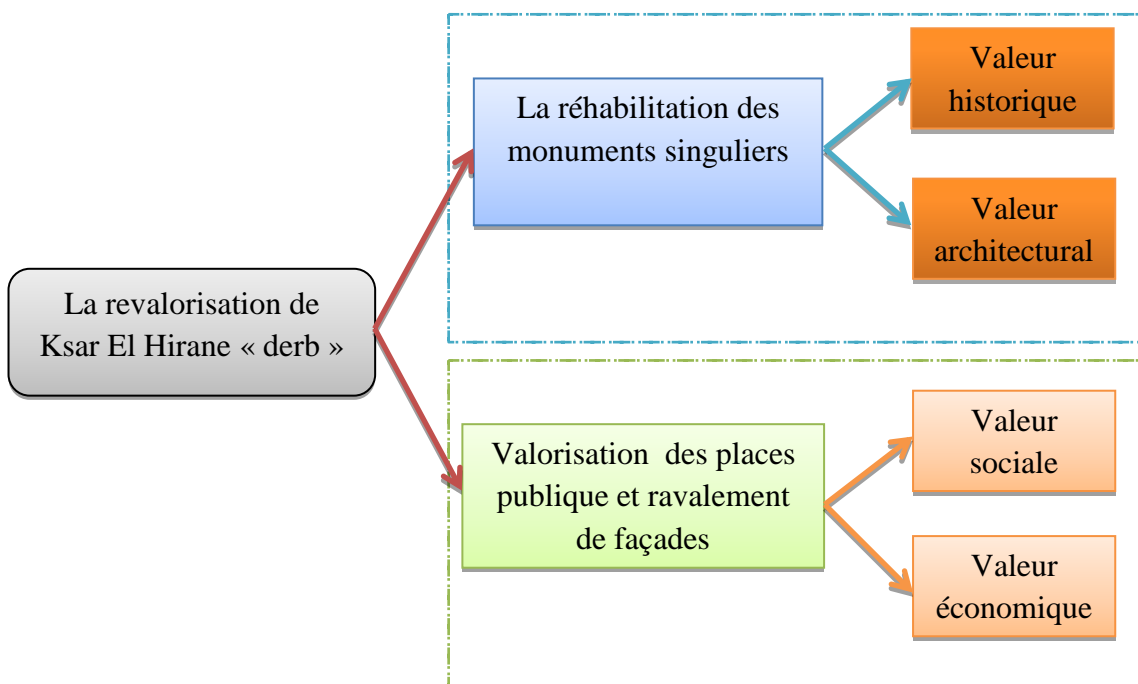 La revalorisation de
Ksar El Hirane « derb »
La réhabilitation des
monuments singuliers
Valeur
historique
Valeur
architectural
Valorisation des places
publique et ravalement
de façades
Valeur
sociale
Valeur
économique